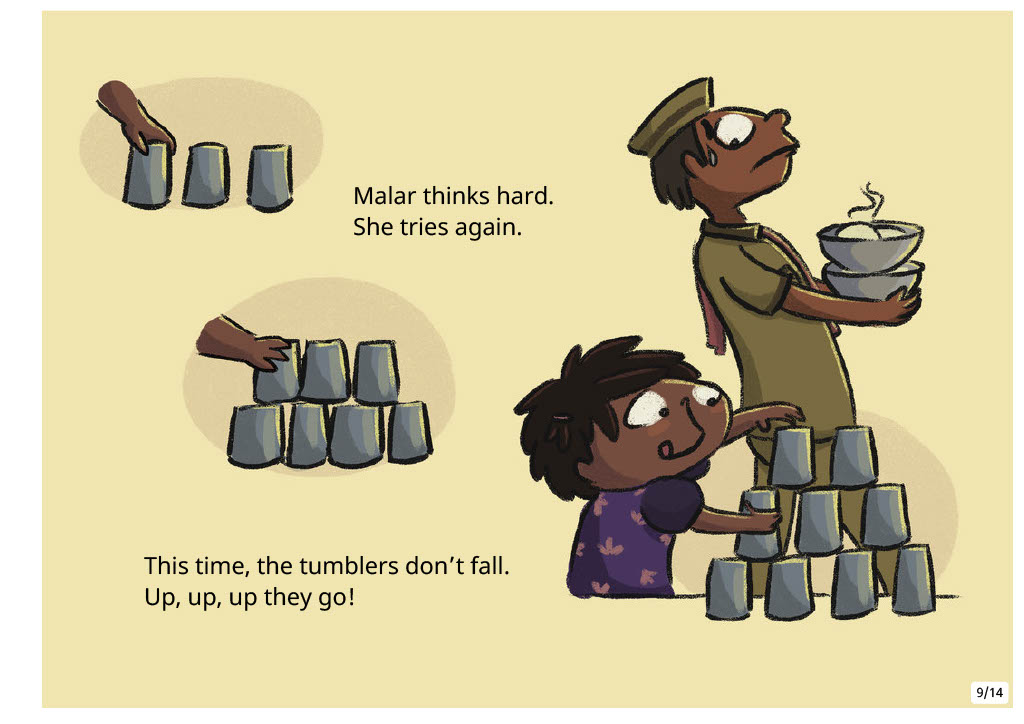 Malar thinks hard.
She tries again.
This time, the tumblers don’t fall.
Up, up, up they go!
9/14